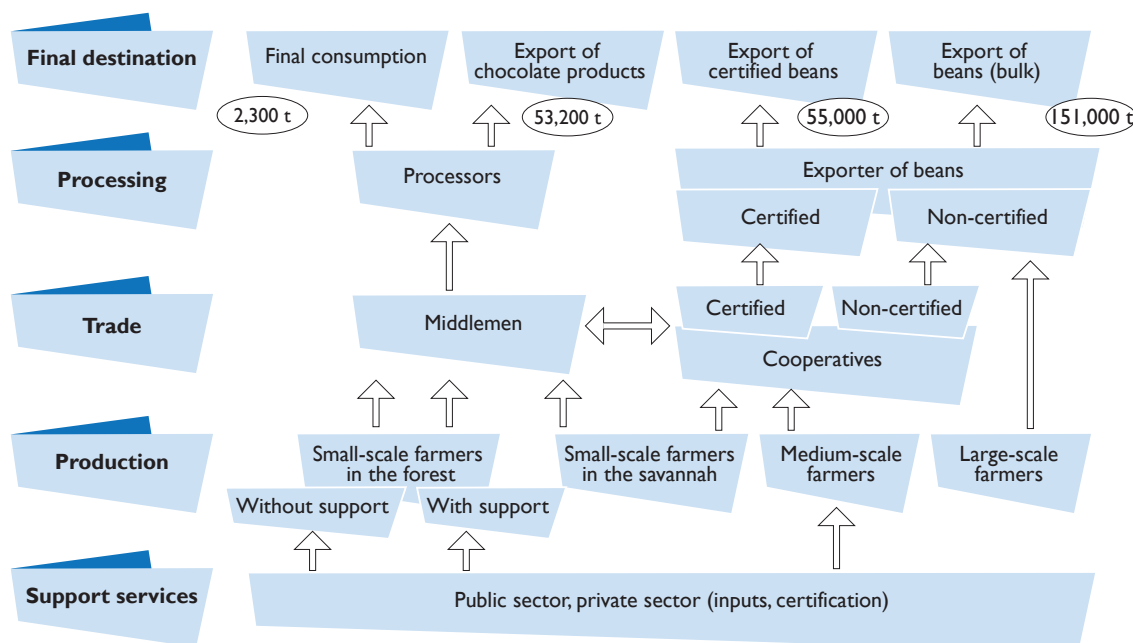 Final destination
Final consumption
Export of
chocolate products
Export of
certified beans
Export of
beans (bulk)
2,300 t
53,200 t
55,000 t
151,000 t
Processing
Processors
Exporter of beans
Certified
Non-certified
Trade
Middlemen
Certified
Non-certified
Cooperatives
Production
Small-scale farmers
in the forest
Small-scale farmers
in the savannah
Medium-scale
farmers
Large-scale
farmers
Without support
With support
Support services
Public sector, private sector (inputs, certification)